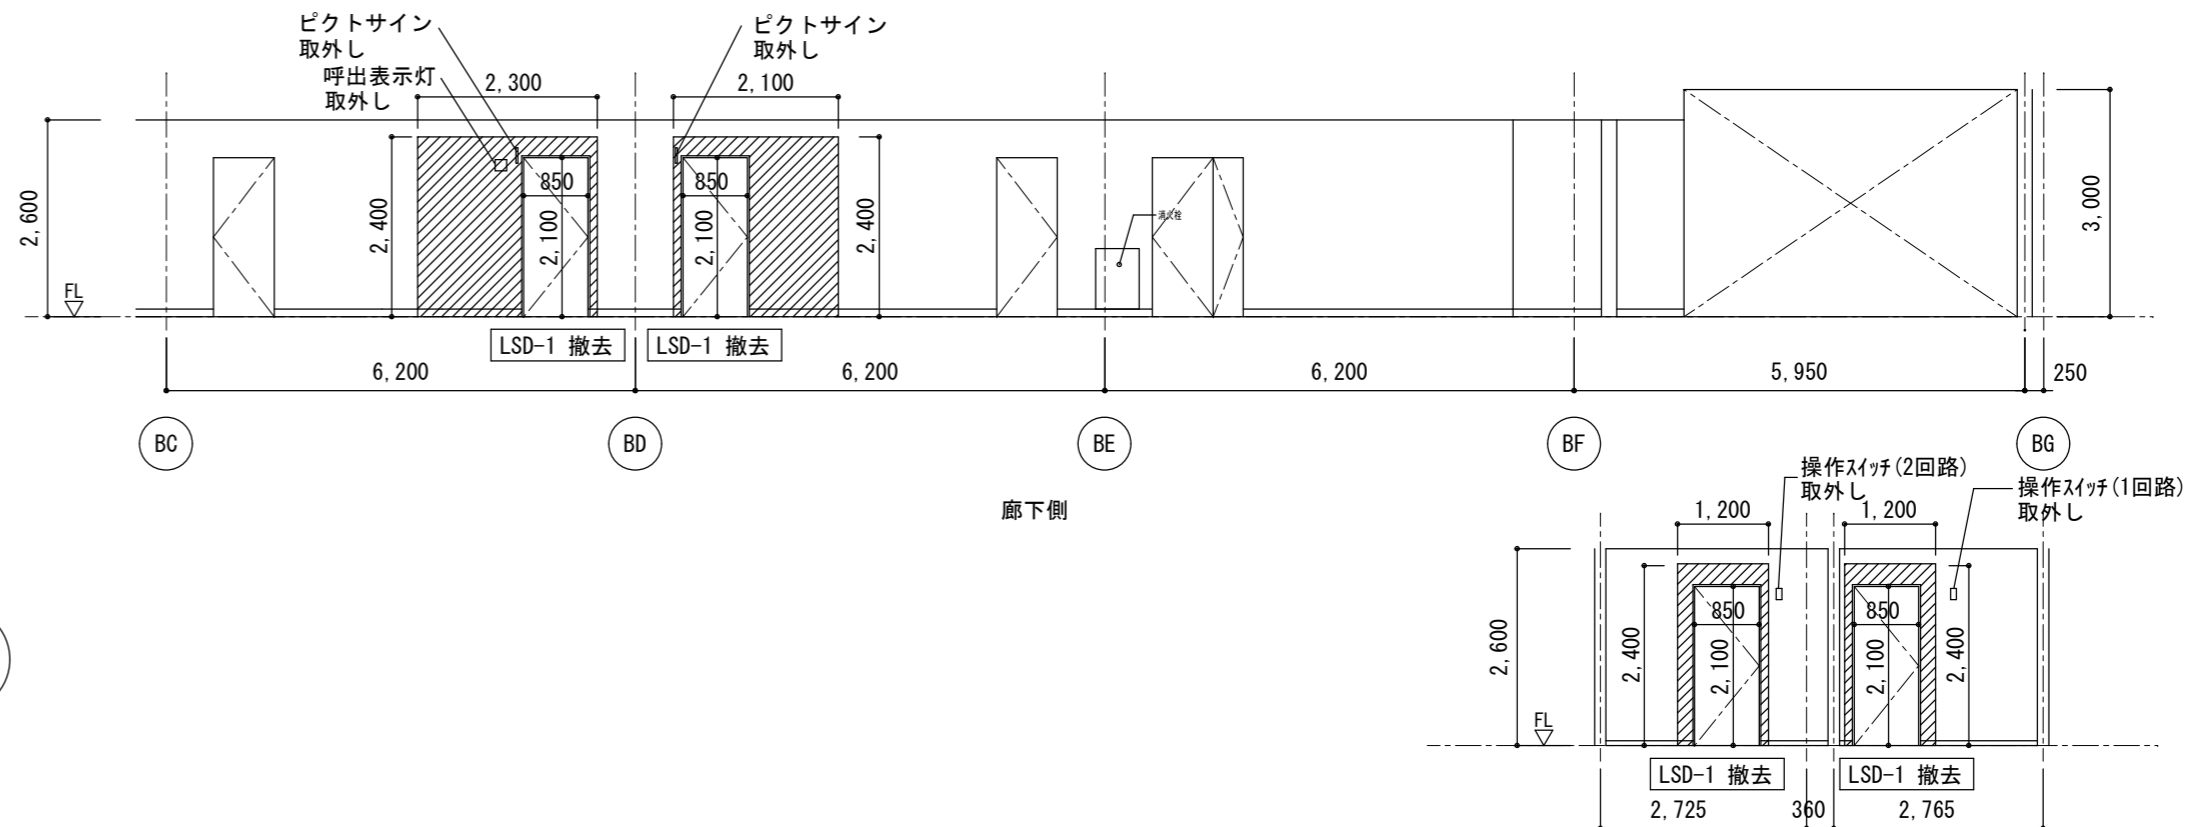 ピクトサイン
取外し
呼出表示灯
取外し
ピクトサイン
取外し
2,300
2,100
2,600
2,400
850
2,100
850
2,100
2,400
消火栓
3,000
FL
LSD-1 撤去
LSD-1 撤去
6,200
6,200
6,200
5,950
250
BC
BD
BE
BF
BG
廊下側
操作スイッチ(2回路)
取外し
操作スイッチ(1回路)
取外し
1,200
1,200
2,600
2,400
850
2,100
850
2,100
2,400
FL
LSD-1 撤去
LSD-1 撤去
2,725
360
2,765